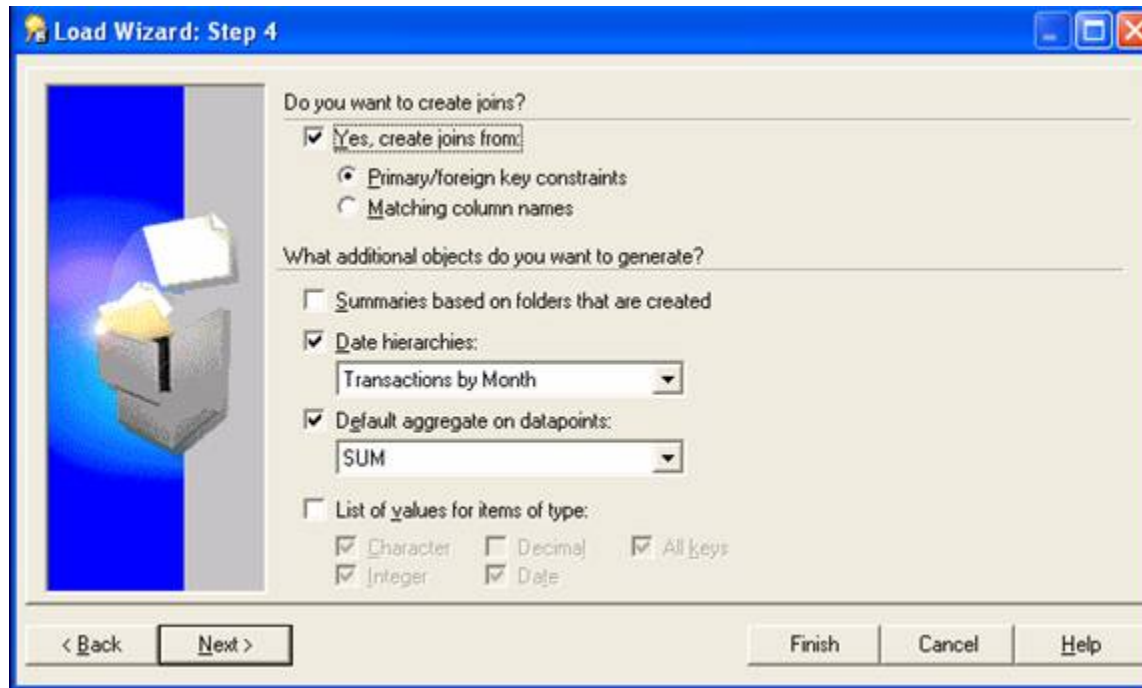 Load Wizard: Step 4
Do you want to create joins?
Yes, create joins from:
Primary/foreign key constraints
Matching column names
What additional objects do you want to generate?
Summaries based on folders that are created
Date hierarchies:
Transactions by Month
Default aggregate on datapoints:
SUM
List of values for items of type:
Character Decimal All keys
Integer Date
< Back Next > Finish Cancel Help